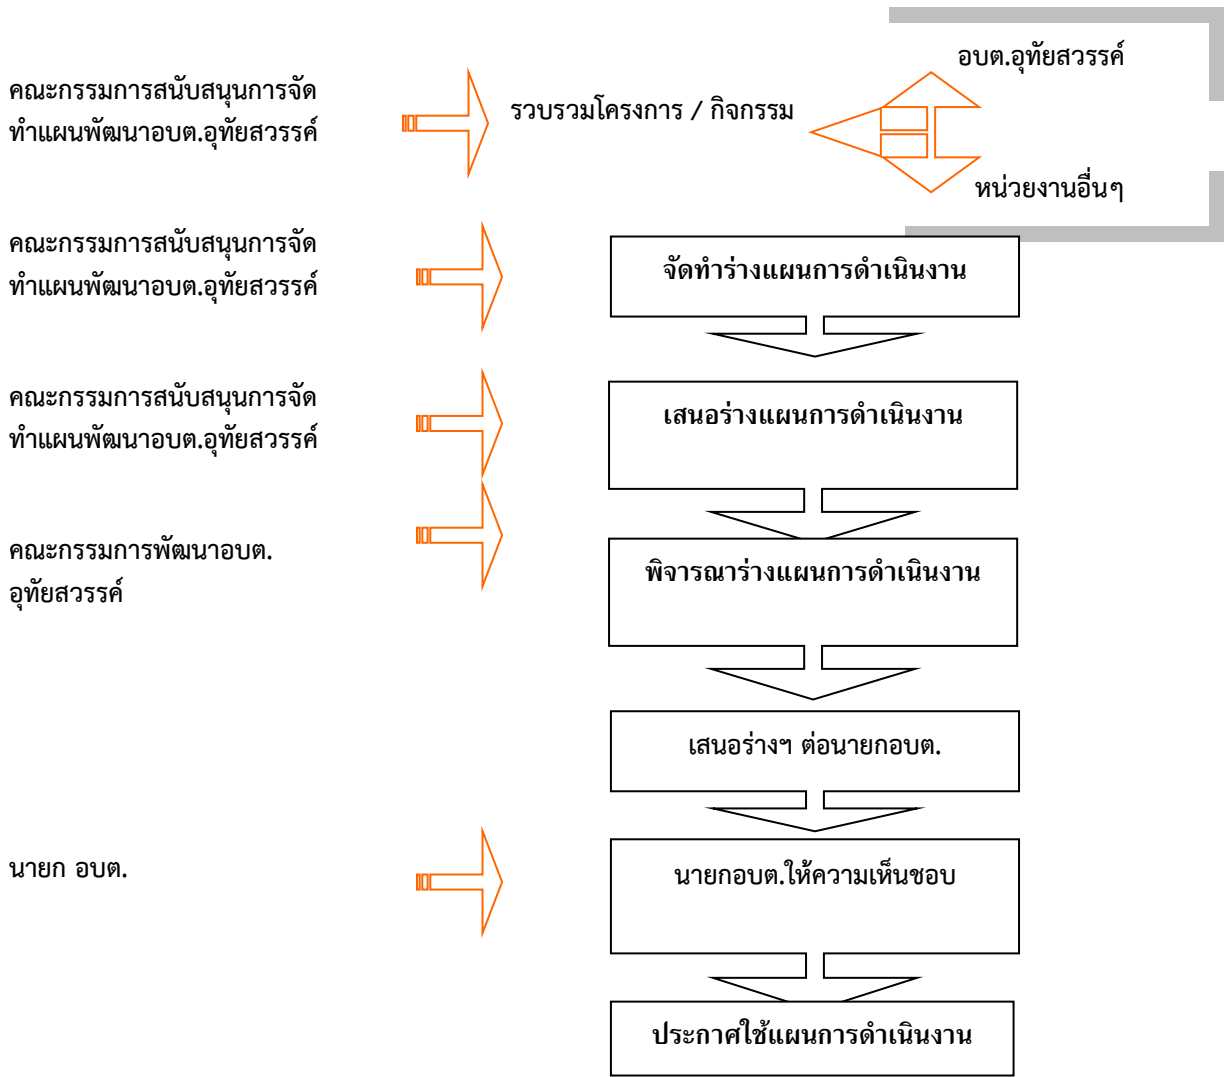 อบต.อุทัยสวรรค์
คณะกรรมการสนับสนุนการจัด
ทำแผนพัฒนาอบต.อุทัยสวรรค์
รวบรวมโครงการ / กิจกรรม
หน่วยงานอื่นๆ
คณะกรรมการสนับสนุนการจัด
ทำแผนพัฒนาอบต.อุทัยสวรรค์
จัดทำร่างแผนการดำเนินงาน
คณะกรรมการสนับสนุนการจัด
ทำแผนพัฒนาอบต.อุทัยสวรรค์
เสนอร่างแผนการดำเนินงาน
คณะกรรมการพัฒนาอบต.
อุทัยสวรรค์
พิจารณาร่างแผนการดำเนินงาน
เสนอร่างฯ ต่อนายกอบต.
นายก อบต.
นายกอบต.ให้ความเห็นชอบ
ประกาศใช้แผนการดำเนินงาน